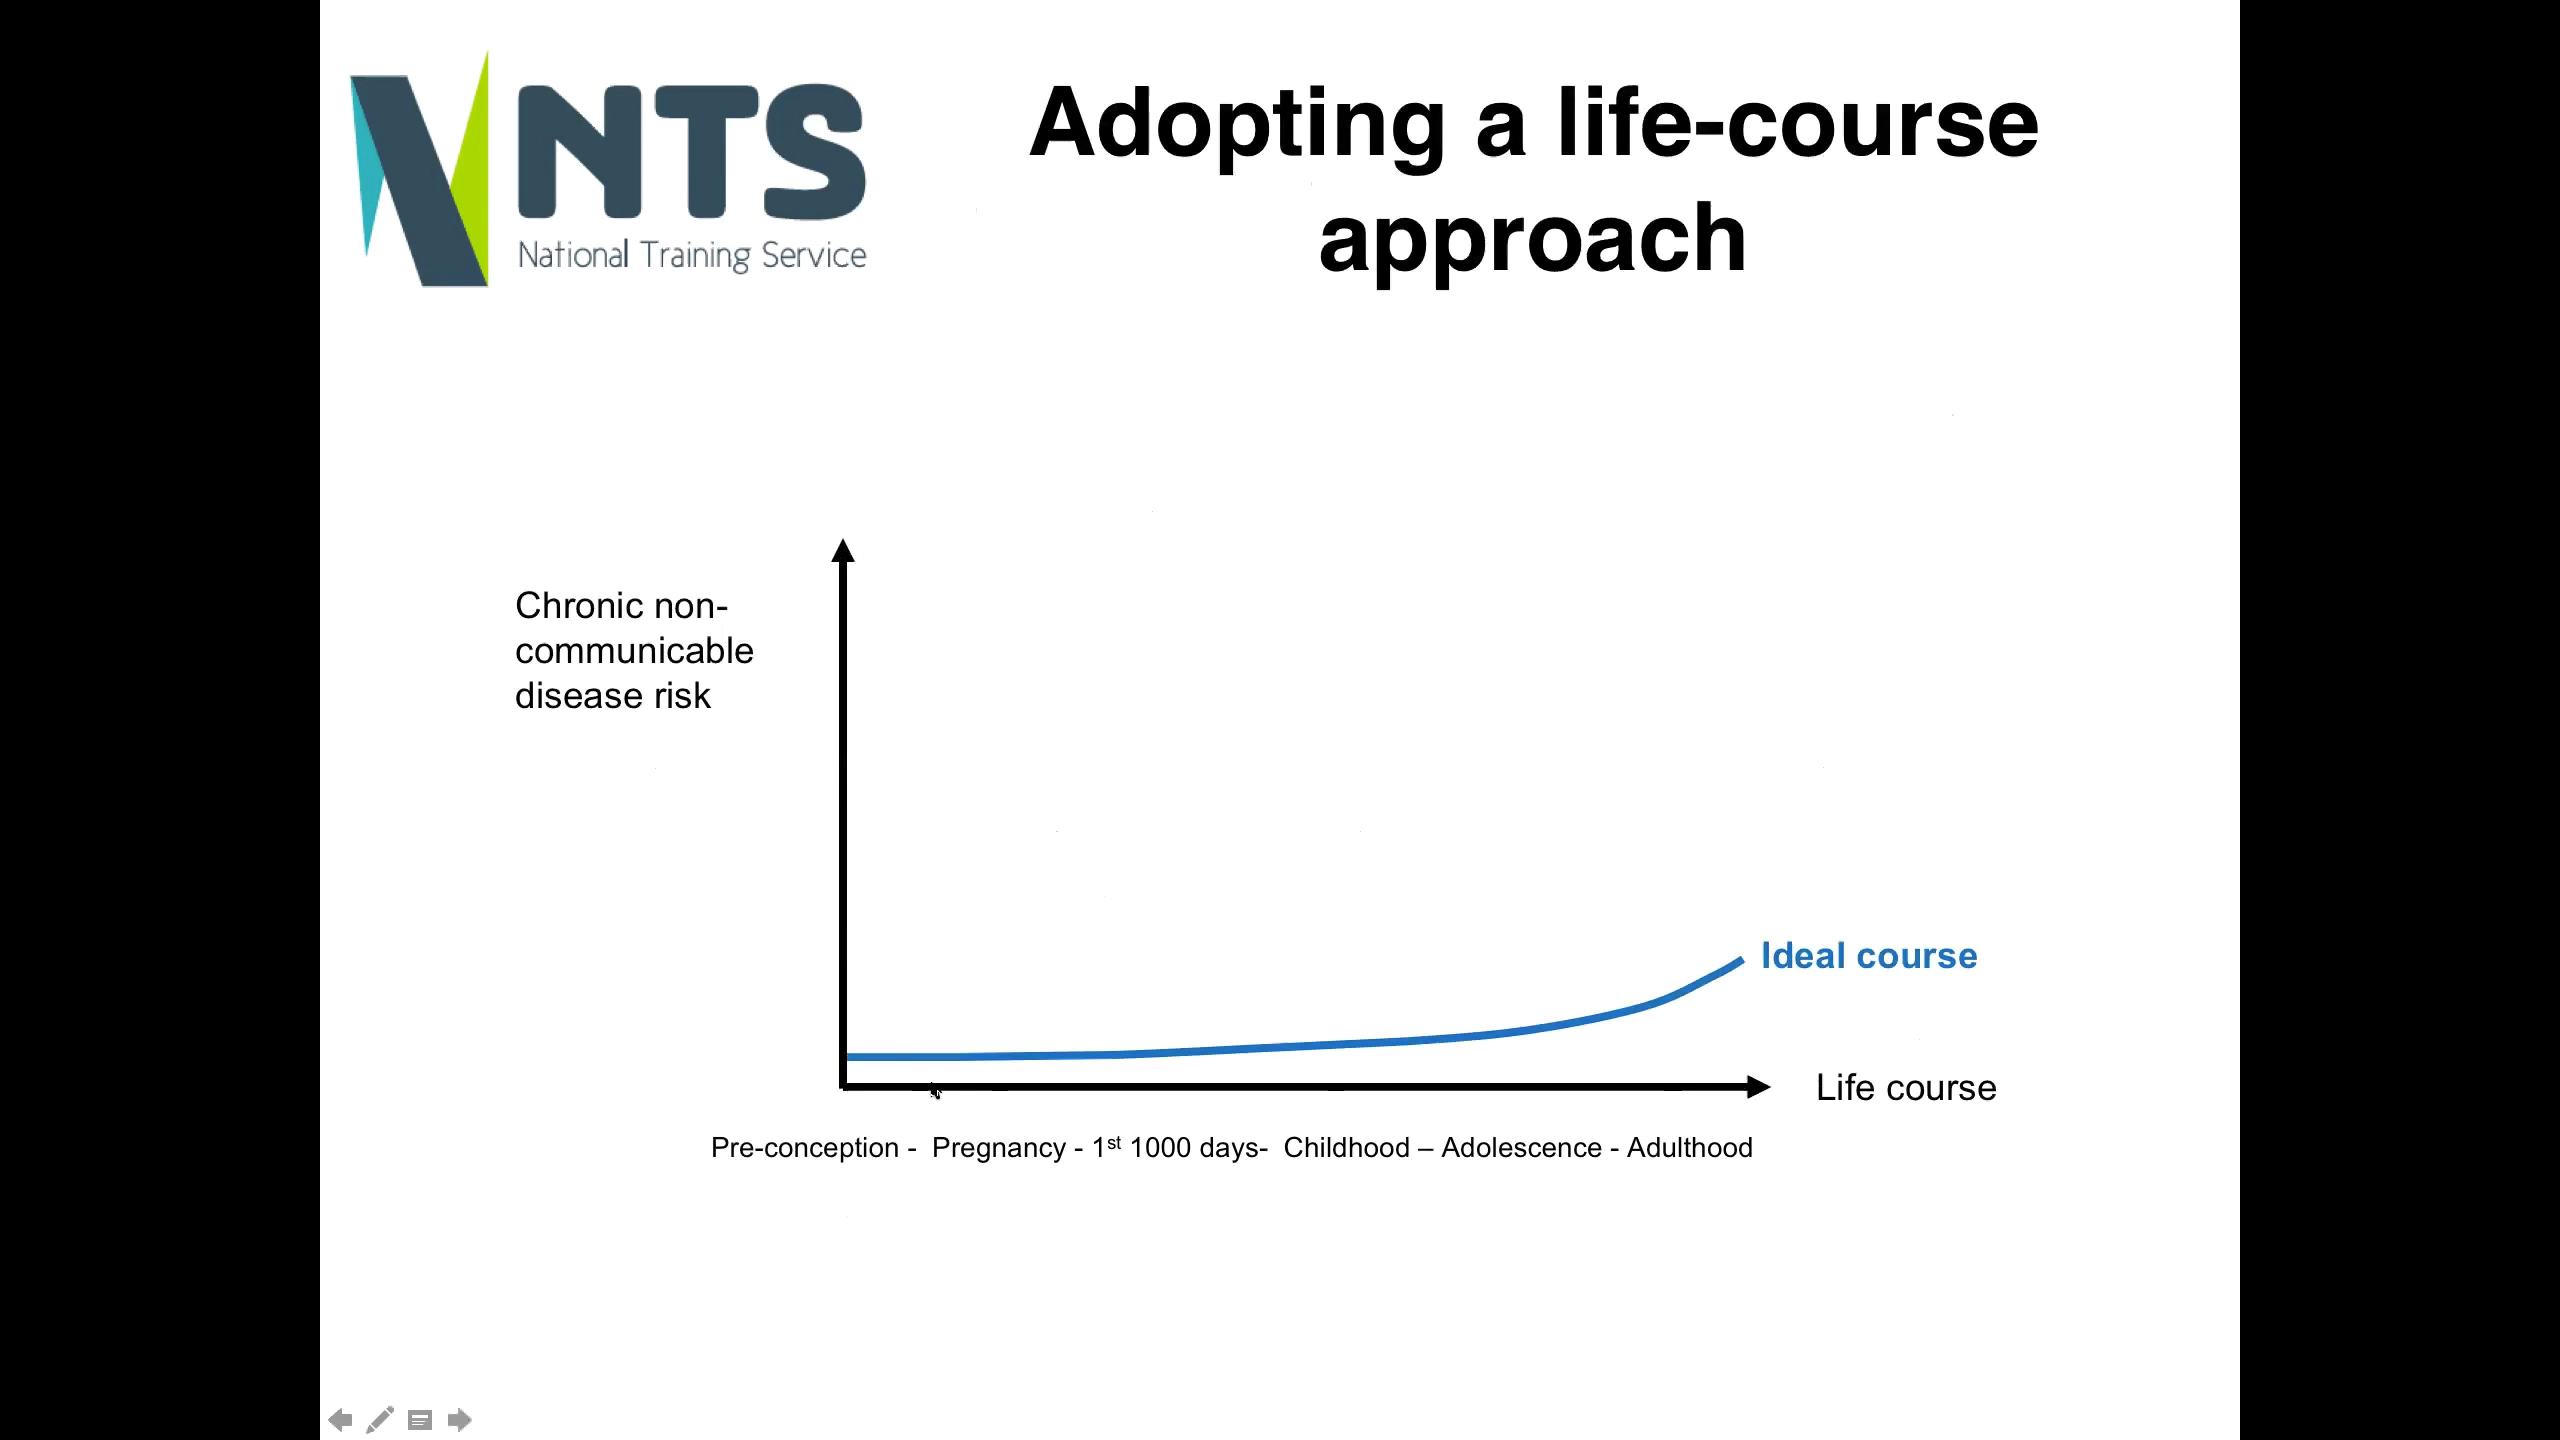 NTS
National Training Service
Adopting a life-course
approach
Chronic non-
communicable
disease risk
Ideal course
Life course
Pre-conception -  Pregnancy - 1st 1000 days-  Childhood – Adolescence - Adulthood